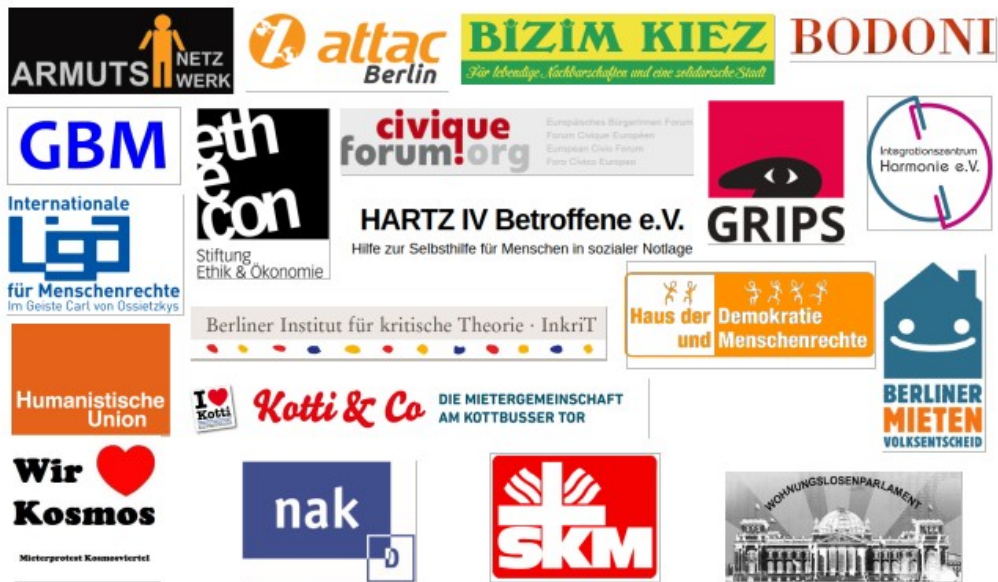 ARMUTS NETZ
WERK
attac
Berlin
BİZİM KIEZ
Für lebendige Nachbarschaften und eine solidarische Stadt
BODONI
GBM
eth
e
con
Stiftung
Ethik & Ökonomie
civique
forum!org
Europäisches BürgerInnen Forum
Forum Civique Européen
European Civic Forum
Foro Cívico Europeo
GRIPS
Integrationszentrum
Harmonie e.V.
Internationale
Liga
für Menschenrechte
Im Geiste Carl von Ossietzkys
HARTZ IV Betroffene e.V.
Hilfe zur Selbsthilfe für Menschen in sozialer Notlage
Berliner Institut für kritische Theorie · InkriT
Haus der Demokratie
und Menschenrechte
BERLINER
MIETEN
VOLKSENTSCHEID
Humanistische
Union
I ♥
Kotti
Kotti & Co
DIE MIETERGEMEINSCHAFT
AM KOTTBUSSER TOR
Wir ♥
Kosmos
Mieterprotest Kosmosviertel
nak
D
SKM
WOHNUNGSLOSENPARLAMENT